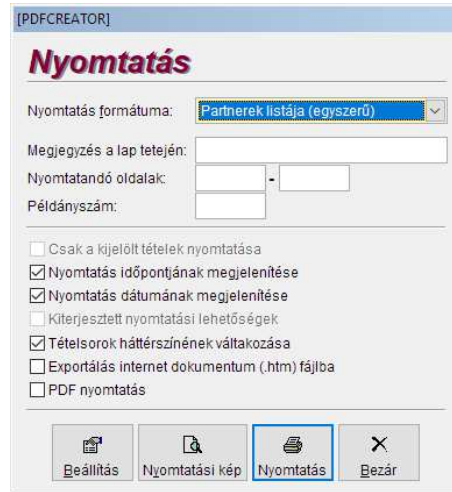 [PDFCREATOR]
Nyomtatás
Nyomtatás formátuma: Partnerek listája (egyszerű)
Megjegyzés a lap tetején:
Nyomtatandó oldalak: -
Példányszám:
Csak a kijelölt tételek nyomtatása
Nyomtatás időpontjának megjelenítése
Nyomtatás dátumának megjelenítése
Kiterjesztett nyomtatási lehetőségek
Tételsorok háttérszínének váltakozása
Exportálás internet dokumentum (.htm) fájlba
PDF nyomtatás
Beállítás Nyomtatási kép Nyomtatás Bezár